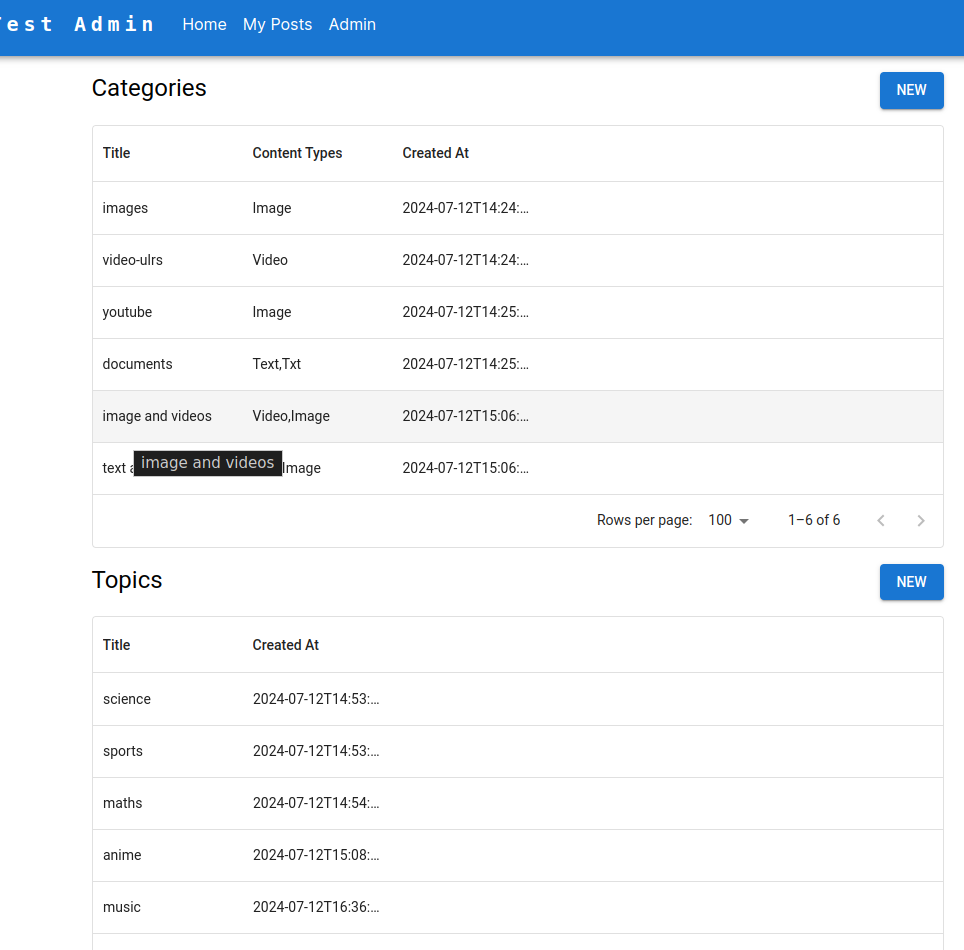 est Admin Home My Posts Admin
Categories NEW
Title Content Types Created At
images Image 2024-07-12T14:24:…
video-ulrs Video 2024-07-12T14:24:…
youtube Image 2024-07-12T14:25:…
documents Text,Txt 2024-07-12T14:25:…
image and videos Video,Image 2024-07-12T15:06:…
text image and videos Image 2024-07-12T15:06:…
Rows per page: 100 1–6 of 6
Topics NEW
Title Created At
science 2024-07-12T14:53:…
sports 2024-07-12T14:53:…
maths 2024-07-12T14:54:…
anime 2024-07-12T15:08:…
music 2024-07-12T16:36:…